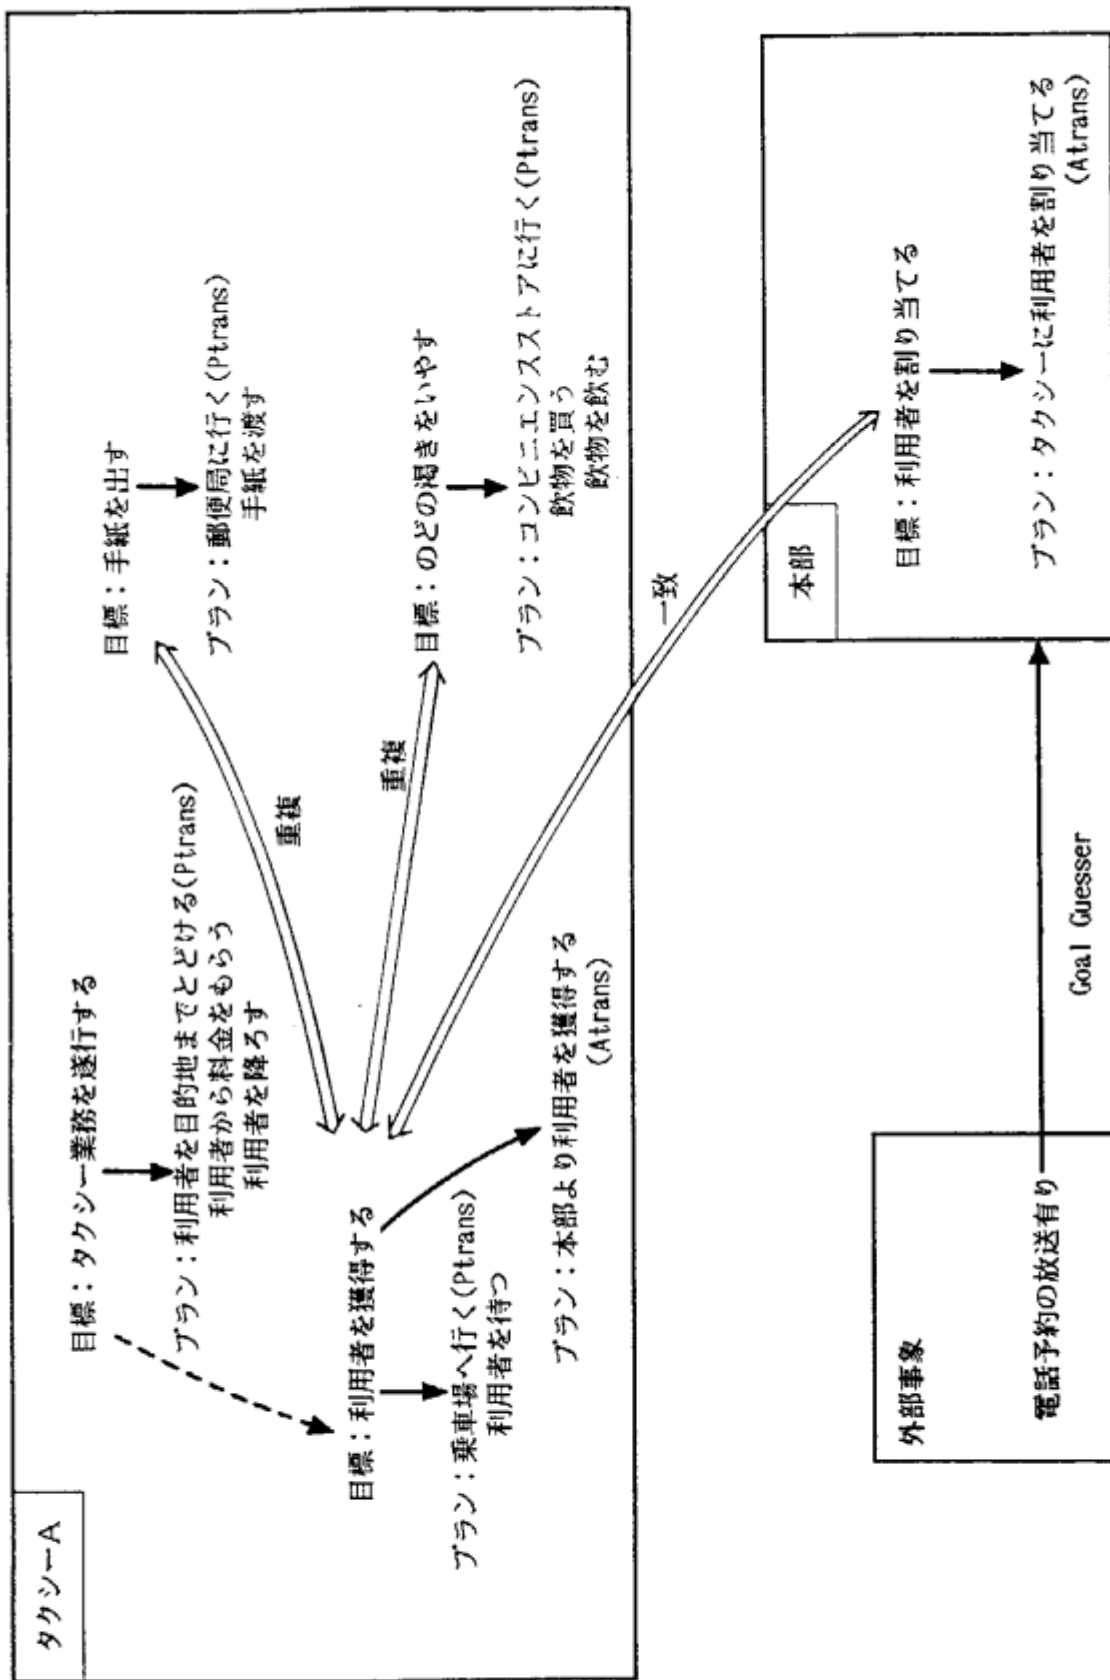 タクシーA
目標：タクシー業務を遂行する
プラン：利用者を目的地までとどける(Ptrans)
利用者から料金をもらう
利用者を降ろす
目標：利用者を獲得する
プラン：乗車場へ行く(Ptrans)
利用者を待つ
プラン：本部より利用者を獲得する
(Atrans)
重複
目標：手紙を出す
プラン：郵便局に行く(Ptrans)
手紙を渡す
重複
目標：のどの渇きをいやす
プラン：コンビニエンスストアに行く(Ptrans)
飲物を買う
飲物を飲む
一致
本部
目標：利用者を割り当てる
プラン：タクシーに利用者を割り当てる
(Atrans)
外部事象
電話予約の放送有り
Goal Guesser